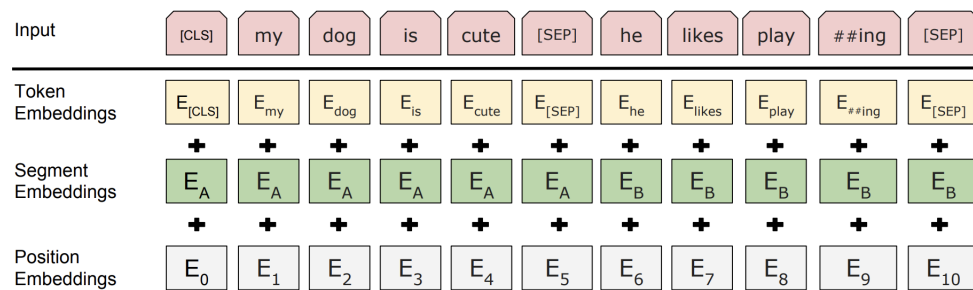 Input [CLS] my dog is cute [SEP] he likes play ##ing [SEP]
Token Embeddings E[CLS] Emy Edog Eis Ecute E[SEP] Ehe Elikes Eplay E##ing E[SEP]
+ + + + + + + + + + +
Segment Embeddings EA EA EA EA EA EA EB EB EB EB EB
+ + + + + + + + + + +
Position Embeddings E0 E1 E2 E3 E4 E5 E6 E7 E8 E9 E10